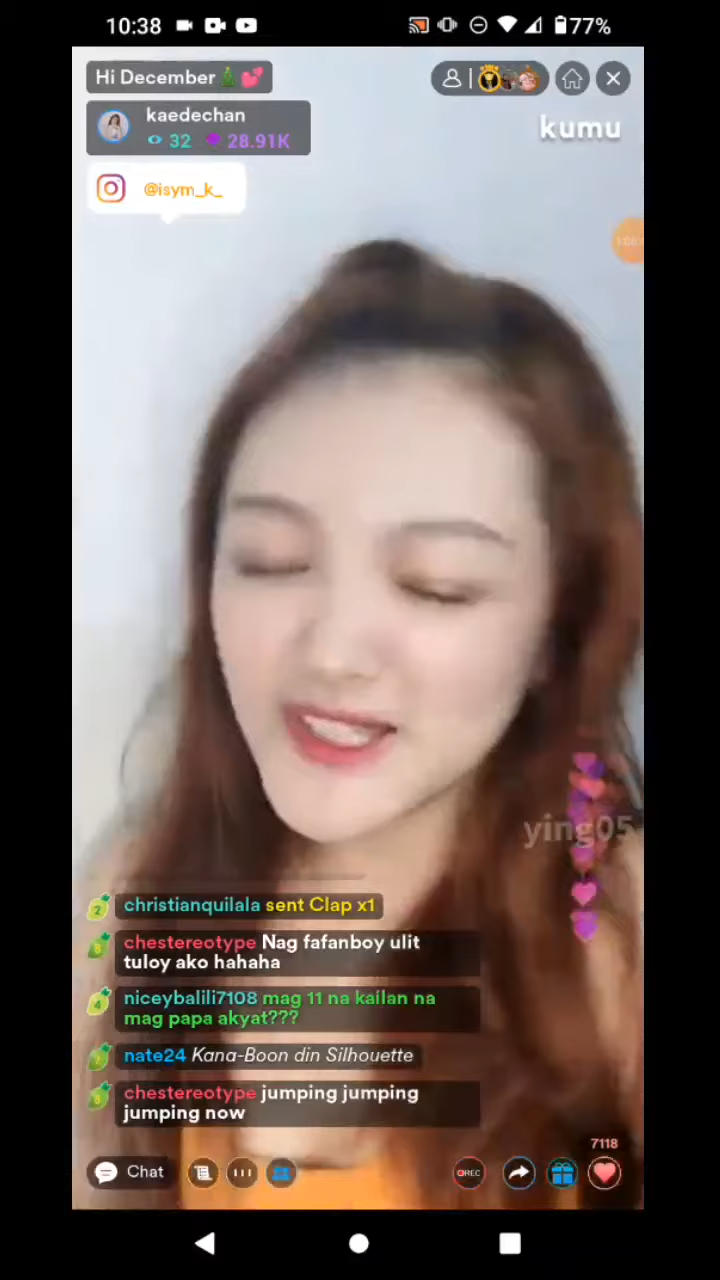 10:38
77%
Hi December
kaedechan
32 28.91K
kumu
@isym_k_
ying05
christianquilala sent Clap x1
chestereotype Nag fafanboy ulit
tuloy ako hahaha
niceybalili7108 mag 11 na kailan na
mag papa akyat???
nate24 Kana-Boon din Silhouette
chestereotype jumping jumping
jumping now
7118
Chat
REC